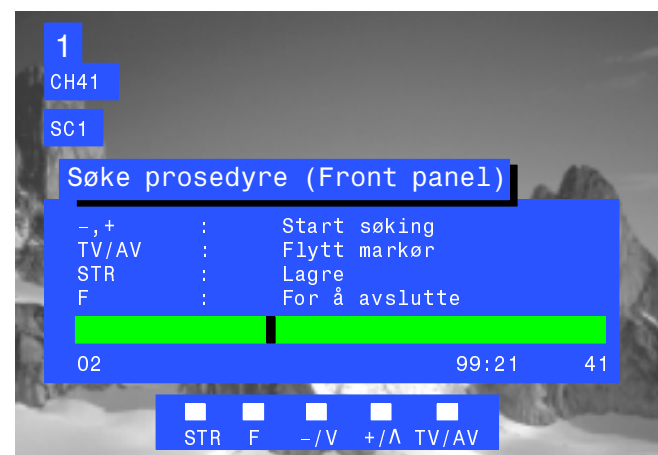 1
CH41
SC1
Søke prosedyre (Front panel)
–,+ : Start søking
TV/AV : Flytt markør
STR : Lagre
F : For å avslutte
02 99:21 41
STR F –/V +/Λ TV/AV